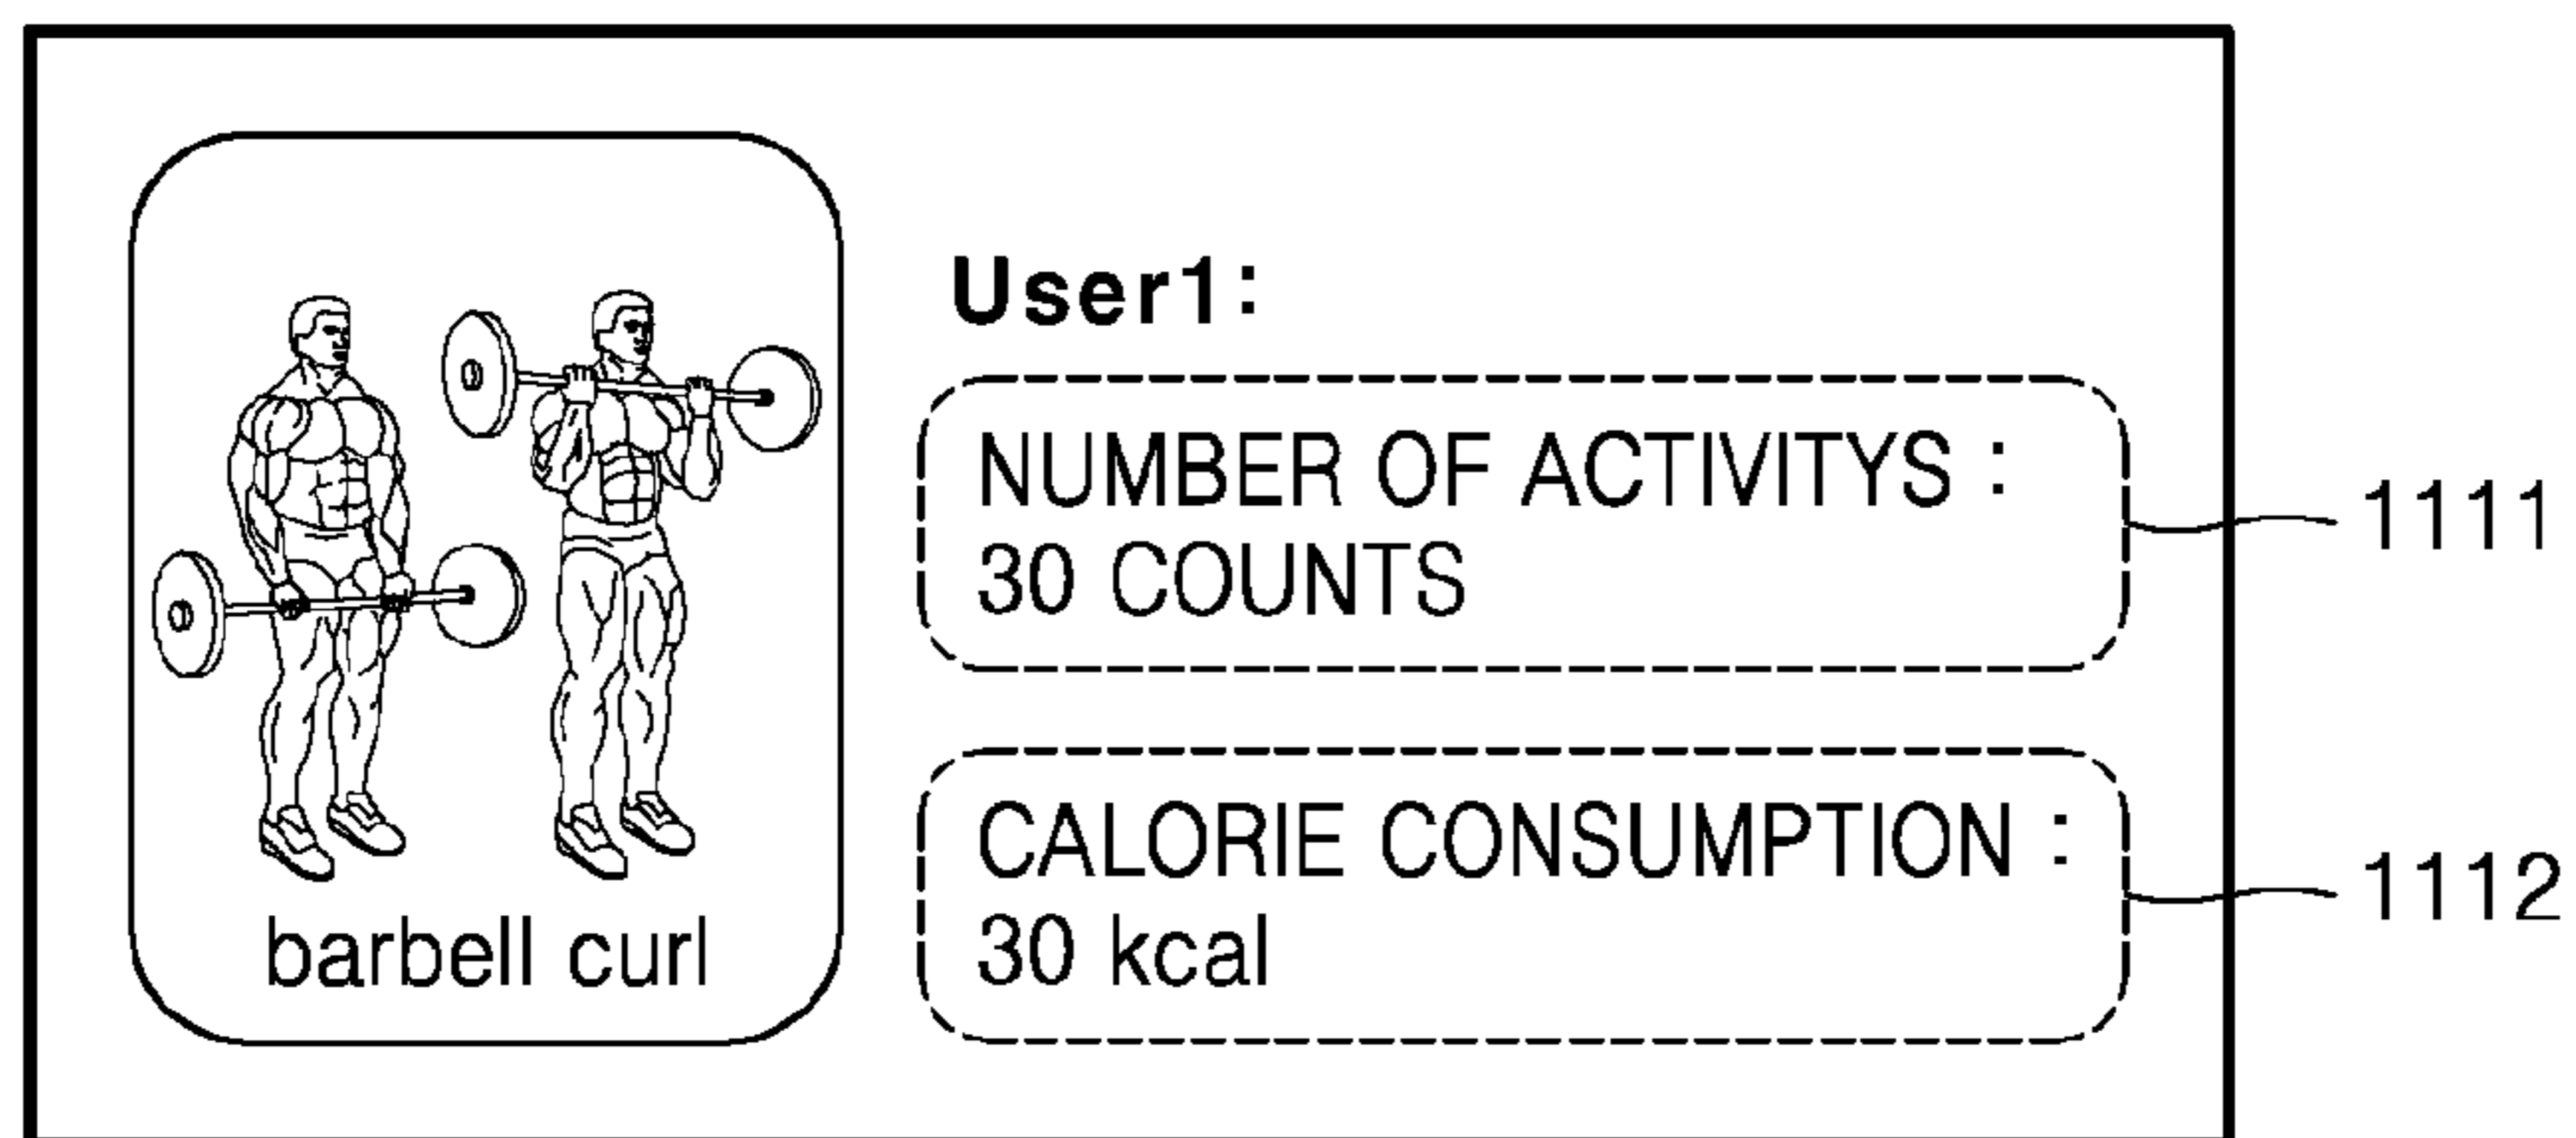 User1:
NUMBER OF ACTIVITYS :
30 COUNTS
1111
CALORIE CONSUMPTION :
30 kcal
1112
barbell curl